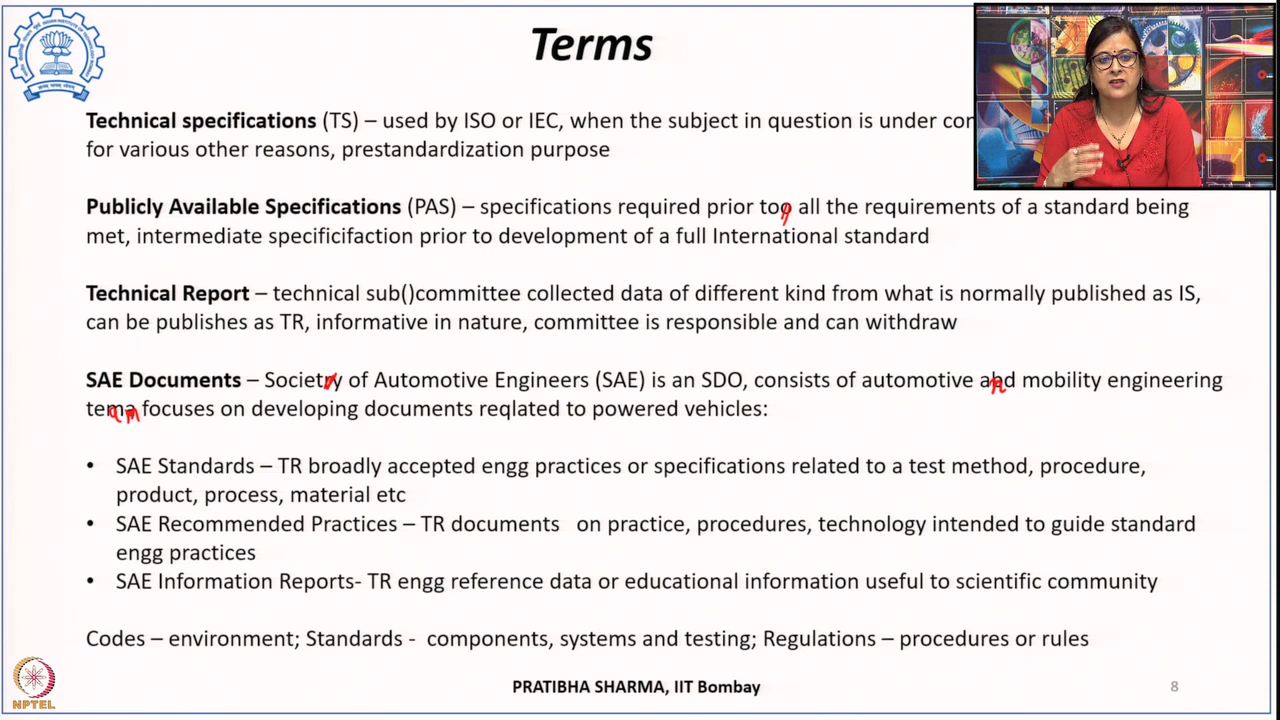 Terms
Technical specifications (TS) – used by ISO or IEC, when the subject in question is under con
for various other reasons, prestandardization purpose
Publicly Available Specifications (PAS) – specifications required prior top all the requirements of a standard being
met, intermediate specificifaction prior to development of a full International standard
Technical Report – technical sub()committee collected data of different kind from what is normally published as IS,
can be publishes as TR, informative in nature, committee is responsible and can withdraw
SAE Documents – Societry of Automotive Engineers (SAE) is an SDO, consists of automotive ahd mobility engineering
tema focuses on developing documents reqlated to powered vehicles:
• SAE Standards – TR broadly accepted engg practices or specifications related to a test method, procedure,
product, process, material etc
• SAE Recommended Practices – TR documents on practice, procedures, technology intended to guide standard
engg practices
• SAE Information Reports- TR engg reference data or educational information useful to scientific community
Codes – environment; Standards - components, systems and testing; Regulations – procedures or rules
NPTEL
PRATIBHA SHARMA, IIT Bombay
8